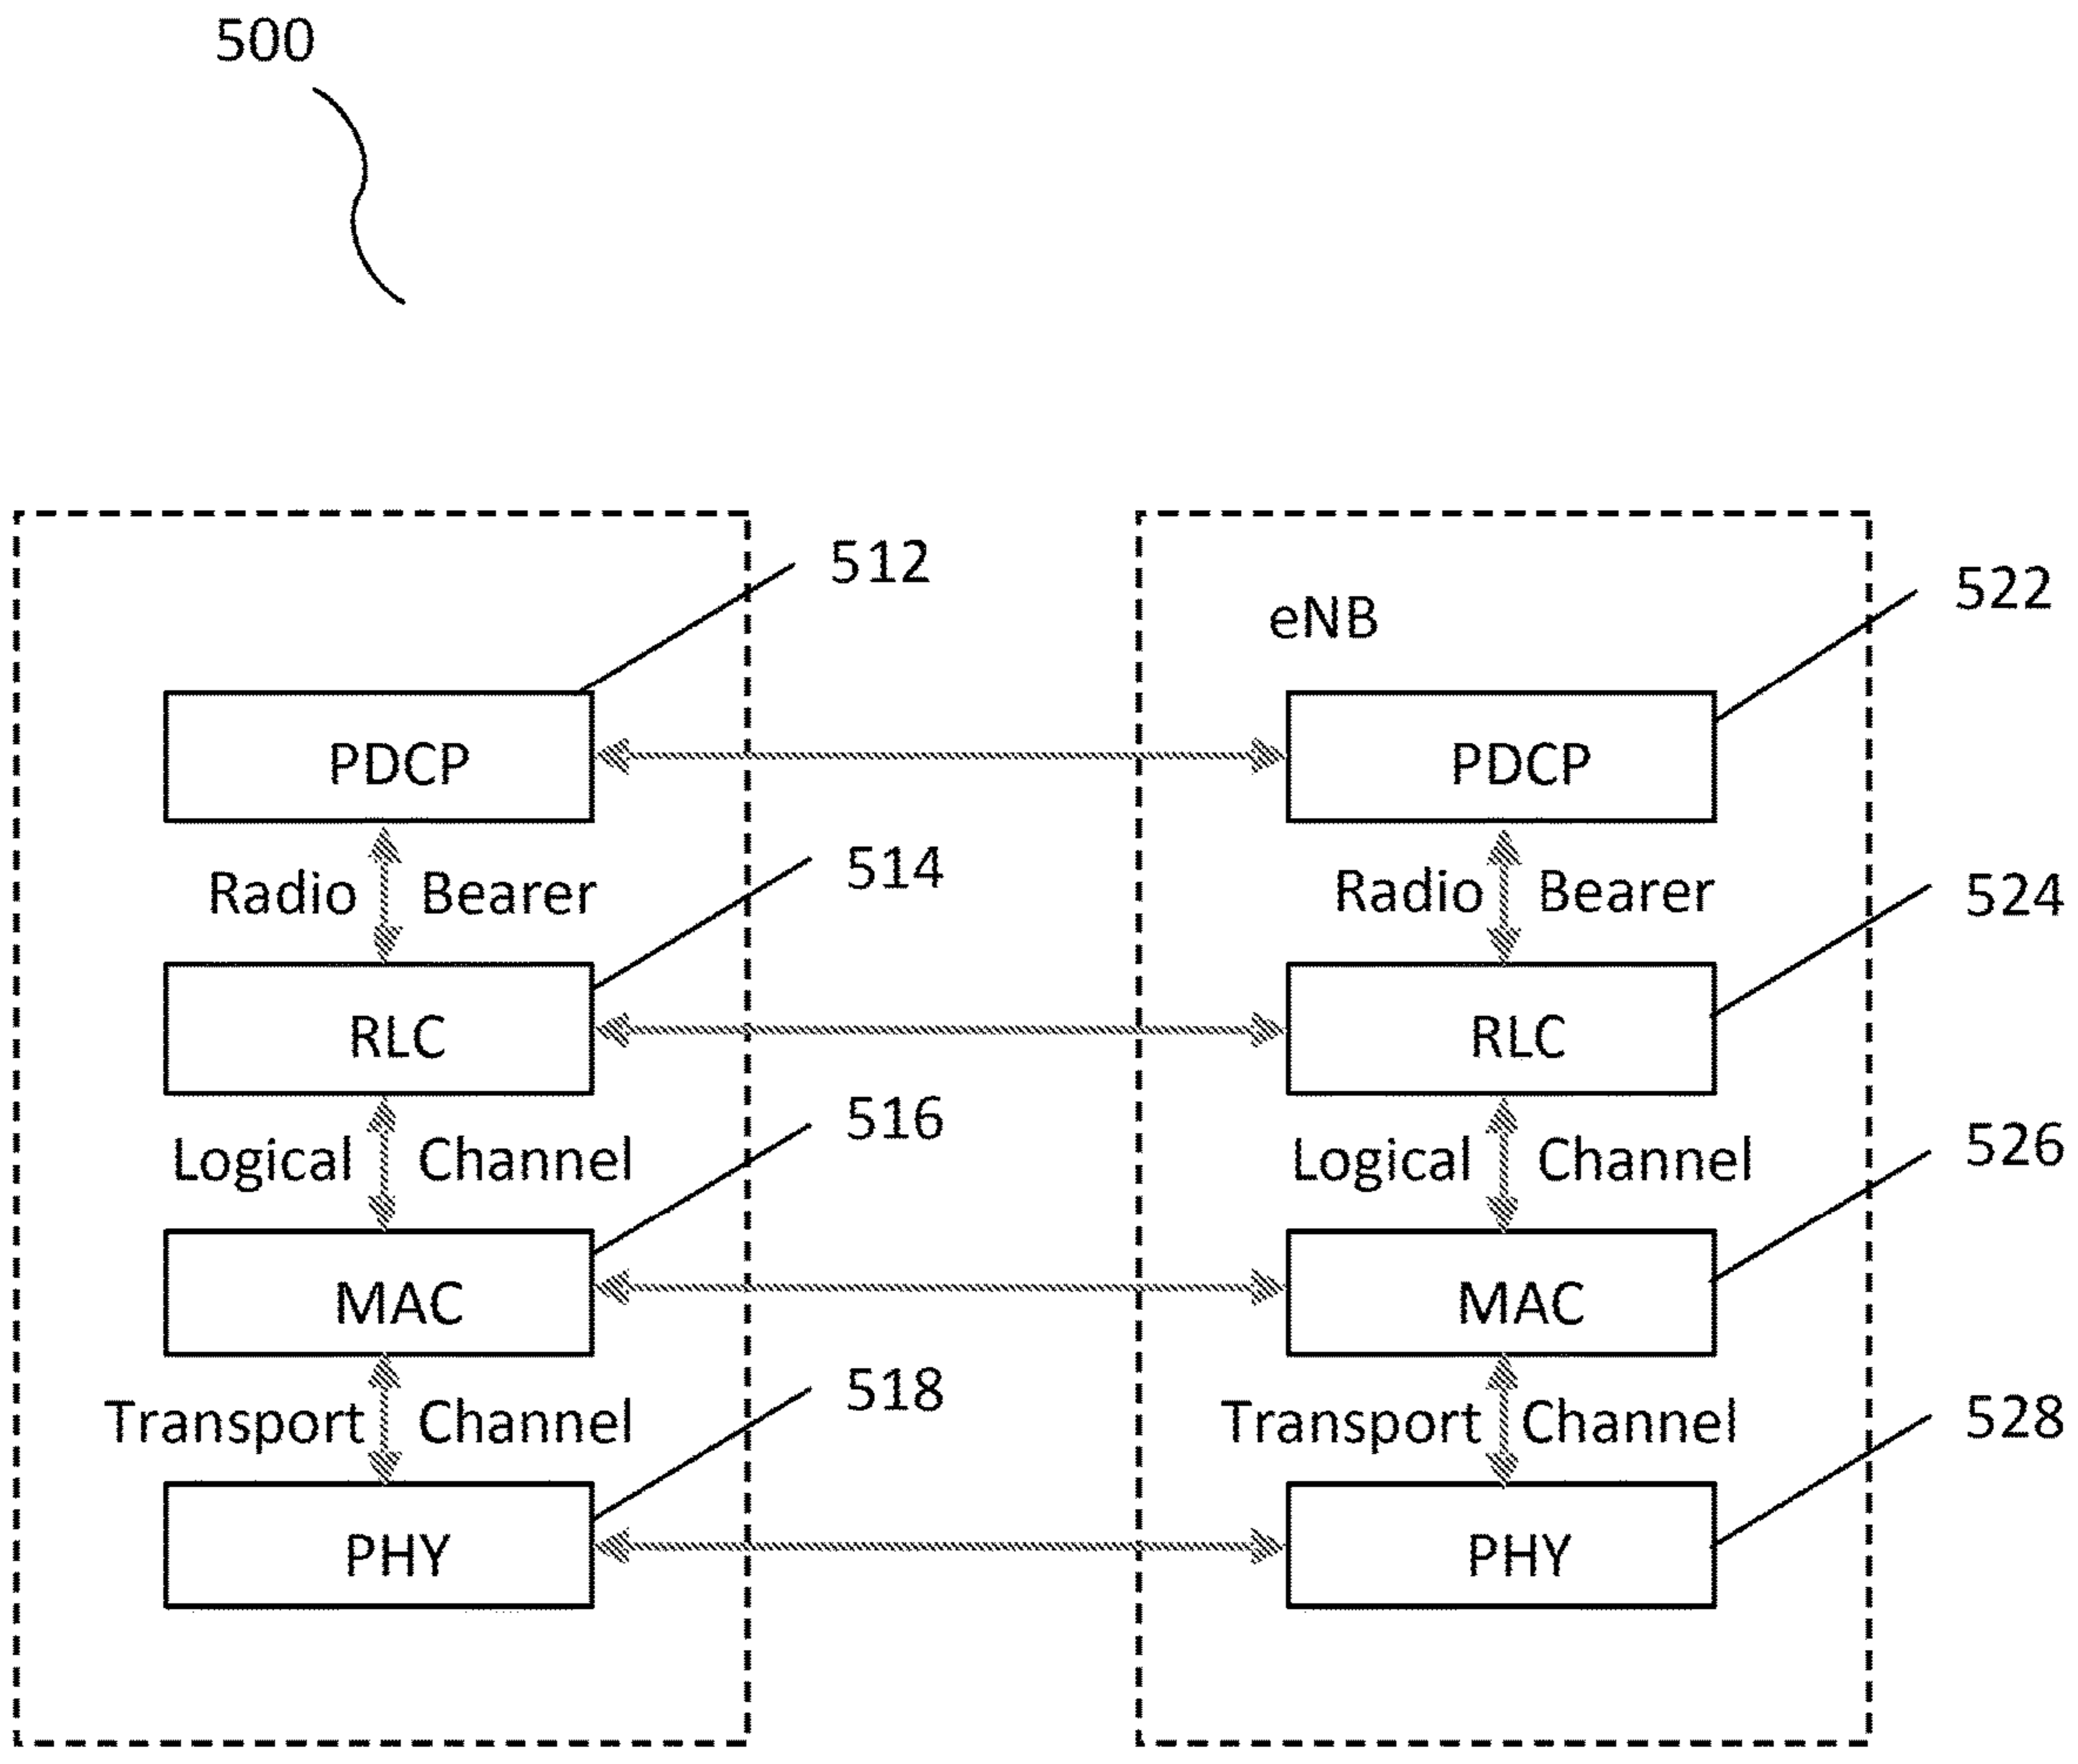 500
512
eNB
522
PDCP
PDCP
514
Radio Bearer
Radio Bearer
524
RLC
RLC
516
Logical Channel
Logical Channel
526
MAC
MAC
518
Transport Channel
Transport Channel
528
PHY
PHY